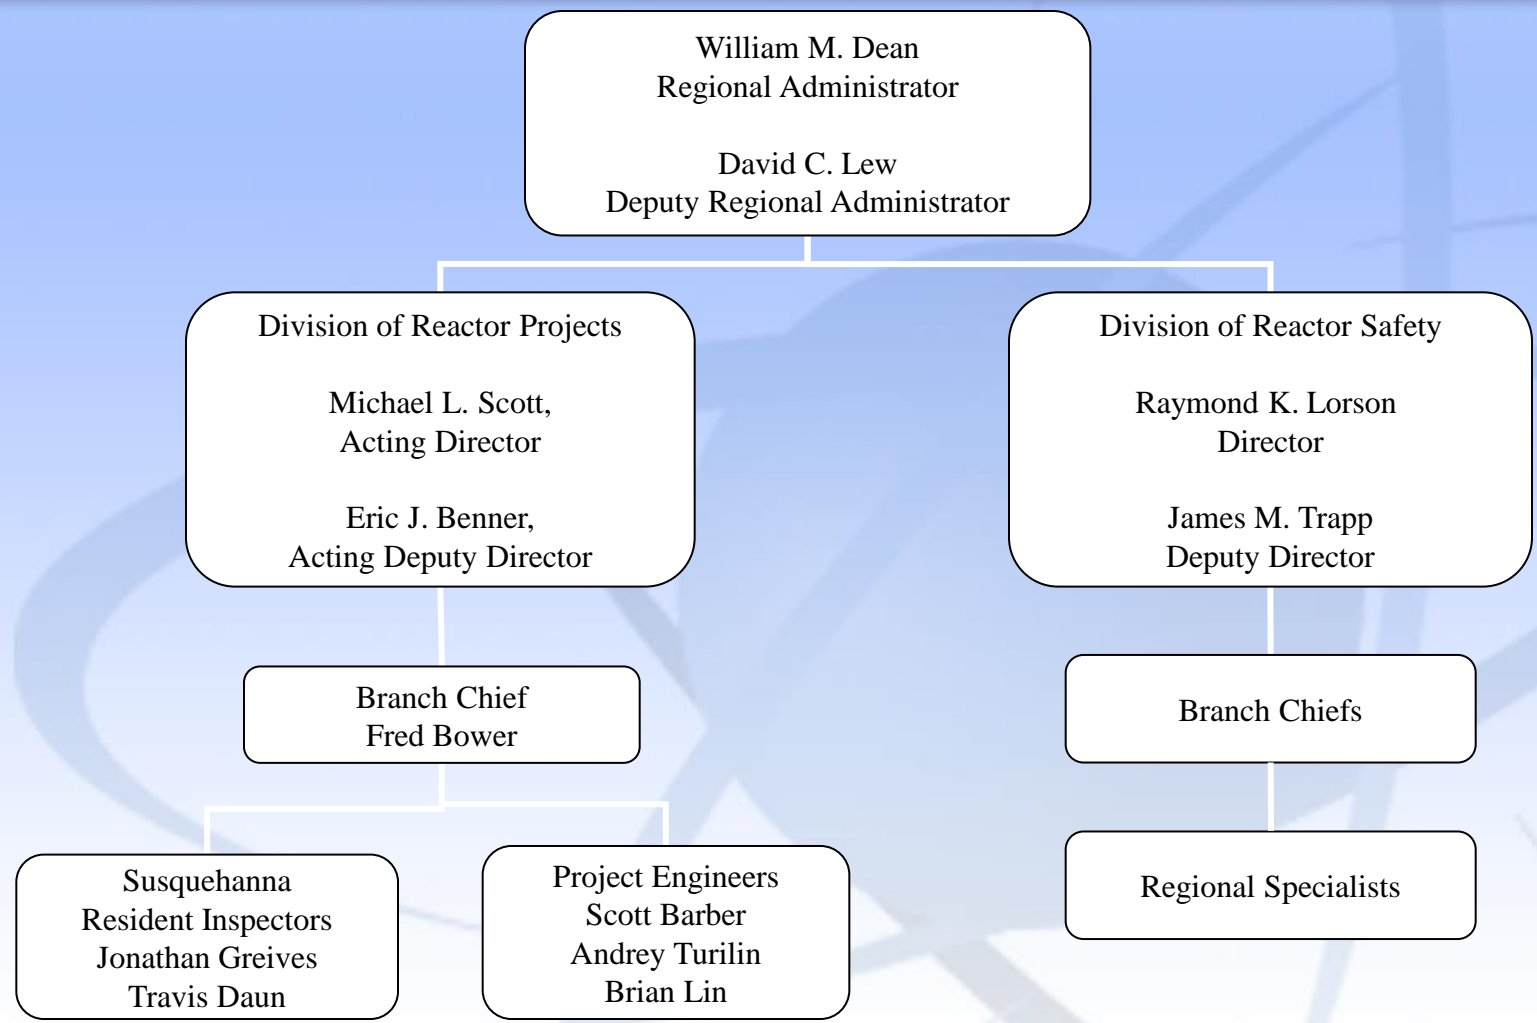 William M. Dean
Regional Administrator
David C. Lew
Deputy Regional Administrator
Division of Reactor Projects
Michael L. Scott,
Acting Director
Eric J. Benner,
Acting Deputy Director
Division of Reactor Safety
Raymond K. Lorson
Director
James M. Trapp
Deputy Director
Branch Chief
Fred Bower
Branch Chiefs
Susquehanna
Resident Inspectors
Jonathan Greives
Travis Daun
Project Engineers
Scott Barber
Andrey Turilin
Brian Lin
Regional Specialists